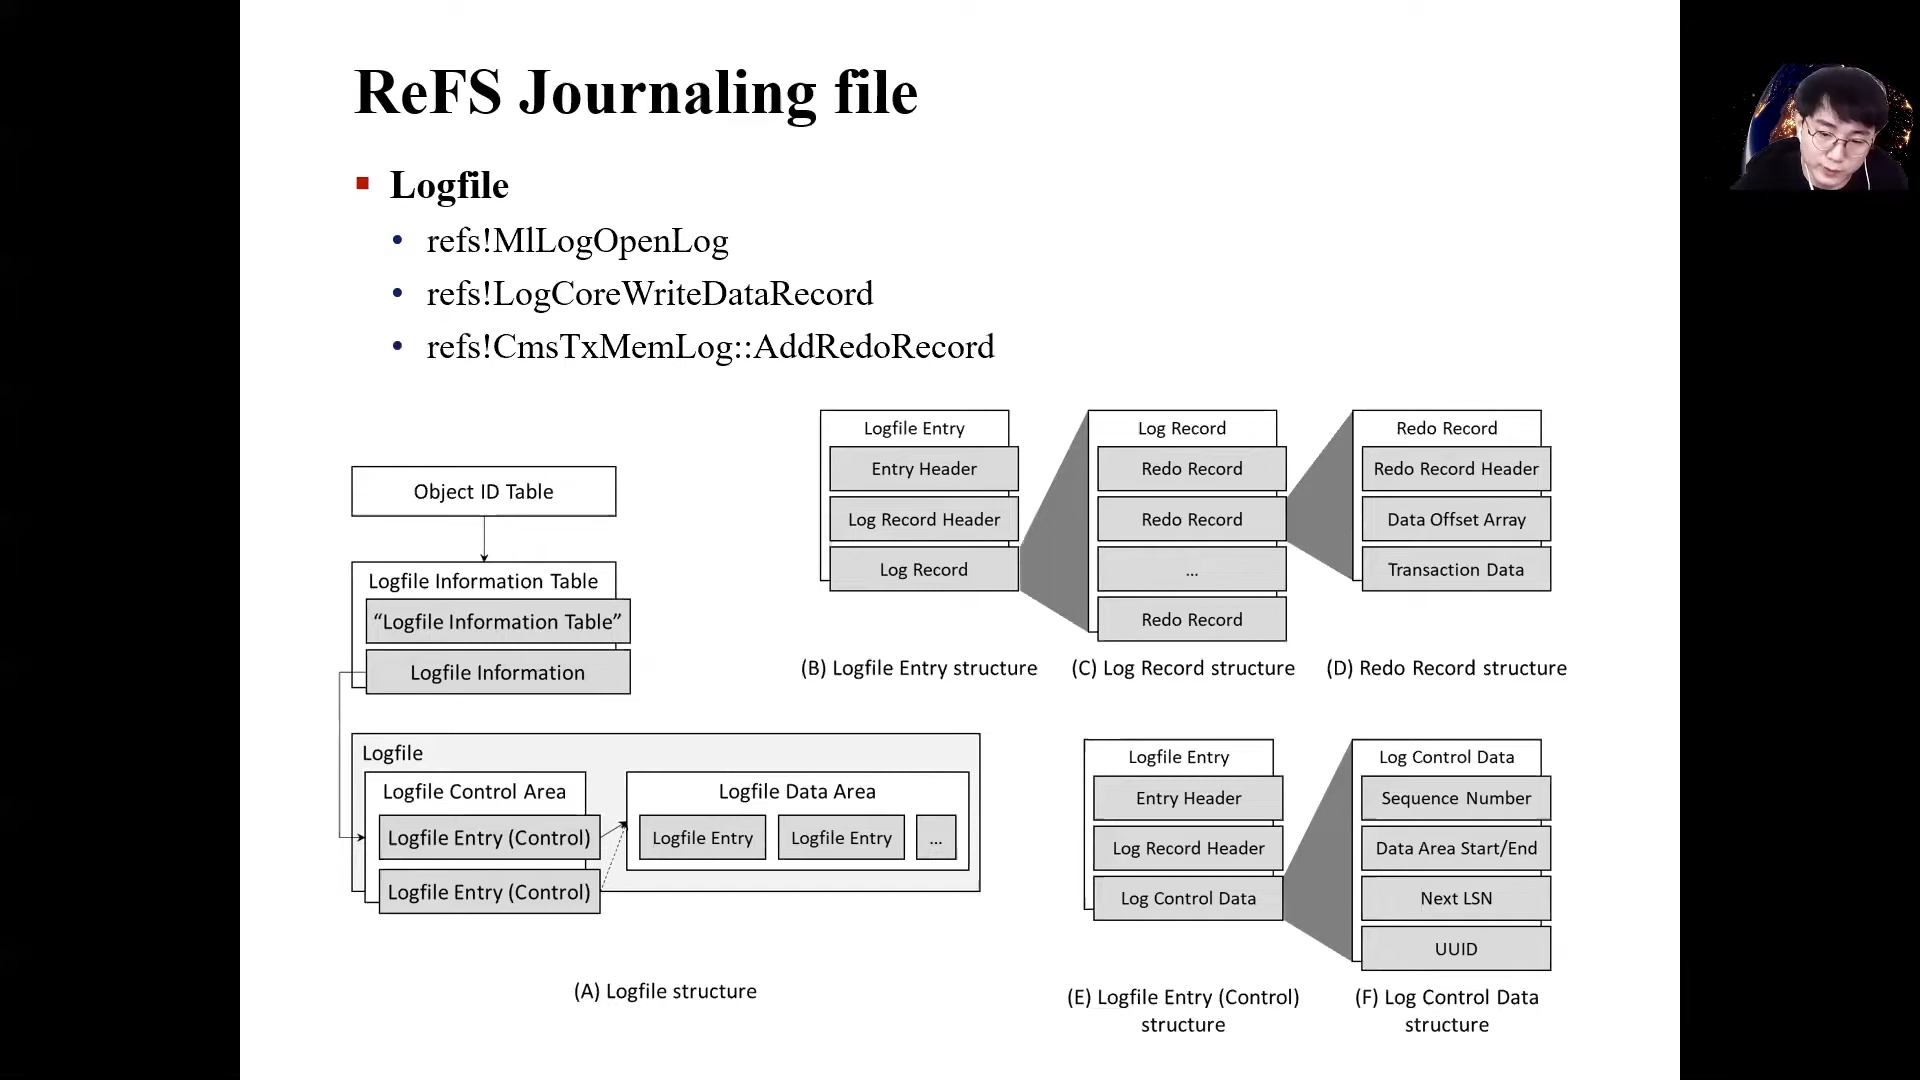 ReFS Journaling file
Logfile
refs!MlLogOpenLog
refs!LogCoreWriteDataRecord
refs!CmsTxMemLog::AddRedoRecord
Object ID Table
Logfile Information Table
“Logfile Information Table”
Logfile Information
Logfile
Logfile Control Area
Logfile Entry (Control)
Logfile Entry (Control)
Logfile Data Area
Logfile Entry
Logfile Entry
...
(A) Logfile structure
Logfile Entry
Entry Header
Log Record Header
Log Record
(B) Logfile Entry structure
Log Record
Redo Record
Redo Record
...
Redo Record
(C) Log Record structure
Redo Record
Redo Record Header
Data Offset Array
Transaction Data
(D) Redo Record structure
Logfile Entry
Entry Header
Log Record Header
Log Control Data
(E) Logfile Entry (Control)
structure
Log Control Data
Sequence Number
Data Area Start/End
Next LSN
UUID
(F) Log Control Data
structure